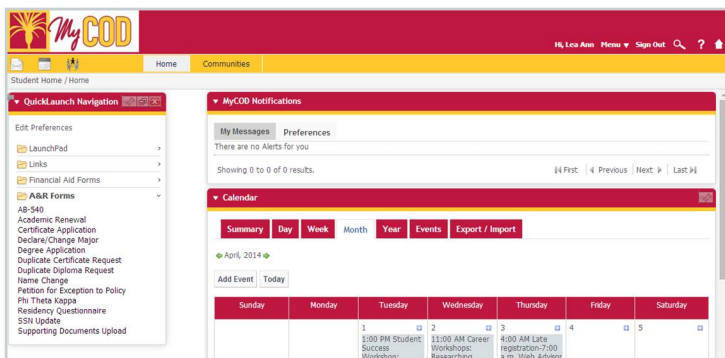 MyCOD
Hi, Lea Ann Menu Sign Out ?
Home Communities
Student Home / Home
QuickLaunch Navigation
Edit Preferences
LaunchPad
Links
Financial Aid Forms
A&R Forms
AB-540
Academic Renewal
Certificate Application
Declare/Change Major
Degree Application
Duplicate Certificate Request
Duplicate Diploma Request
Name Change
Petition for Exception to Policy
Phi Theta Kappa
Residency Questionnaire
SSN Update
Supporting Documents Upload
MyCOD Notifications
My Messages Preferences
There are no Alerts for you
Showing 0 to 0 of 0 results. First Previous Next Last
Calendar
Summary Day Week Month Year Events Export / Import
April, 2014
Add Event Today
Sunday Monday Tuesday Wednesday Thursday Friday Saturday
1 2 3 4 5
1:00 PM Student
Success
Workshop:
11:00 AM Career
Workshops:
Researching
4:00 AM Late
registration-7:00
a.m. Web Advisor